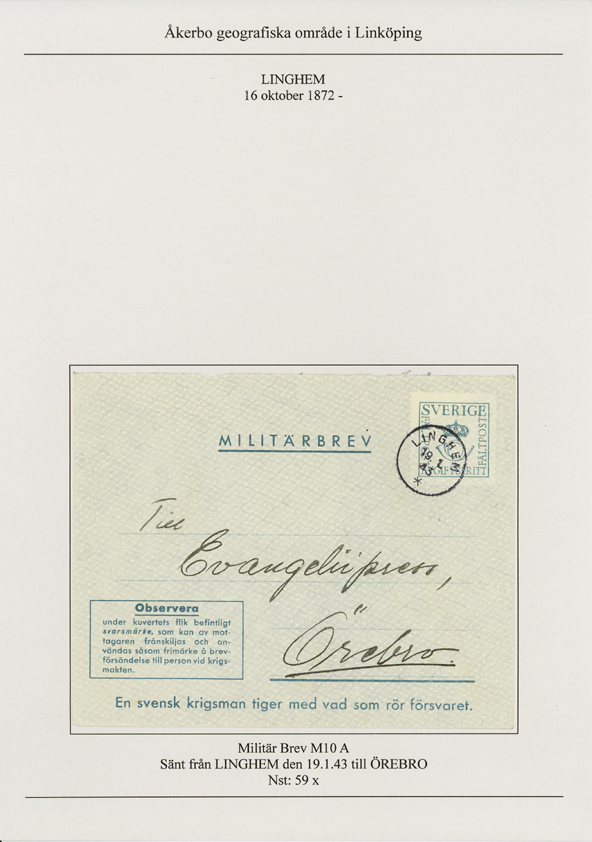 Åkerbo geografiska område i Linköping
LINGHEM
16 oktober 1872 -
MILITÄRBREV
SVERIGE
FÄLTPOST
LINGHEM
19. 1.
43
Till
Evangelii press,
Örebro.
Observera
under kuvertets flik befintligt
svarsmärke, som kan av mot-
tagaren frånskiljas och an-
vändas såsom frimärke å brev-
försändelse till person vid krigs-
makten.
En svensk krigsman tiger med vad som rör försvaret.
Militär Brev M10 A
Sänt från LINGHEM den 19.1.43 till ÖREBRO
Nst: 59 x